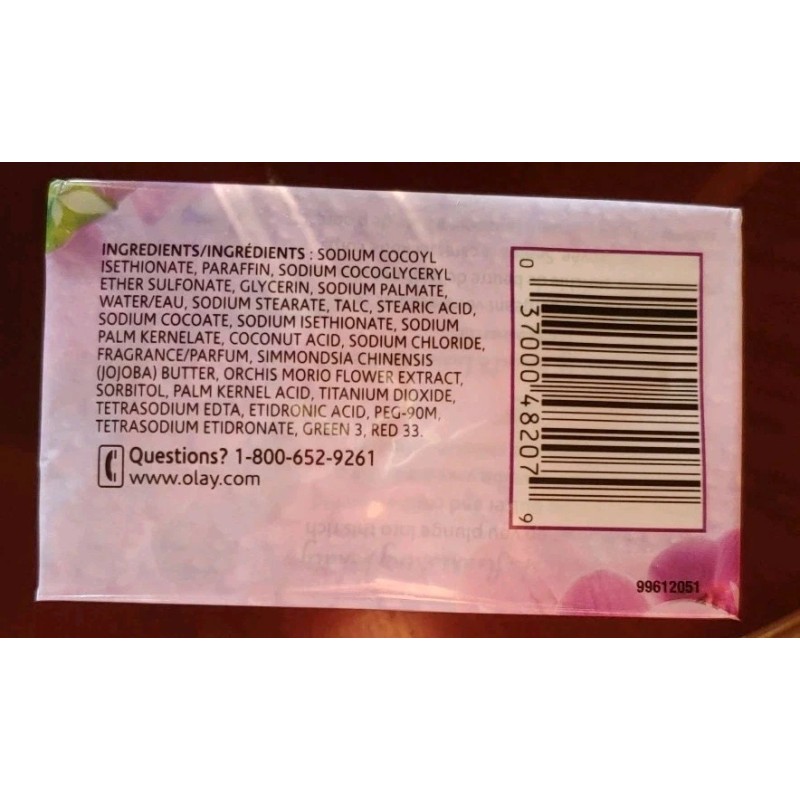 INGREDIENTS/INGRÉDIENTS : SODIUM COCOYL
ISETHIONATE, PARAFFIN, SODIUM COCOGLYCERYL
ETHER SULFONATE, GLYCERIN, SODIUM PALMATE,
WATER/EAU, SODIUM STEARATE, TALC, STEARIC ACID,
SODIUM COCOATE, SODIUM ISETHIONATE, SODIUM
PALM KERNELATE, COCONUT ACID, SODIUM CHLORIDE,
FRAGRANCE/PARFUM, SIMMONDSIA CHINENSIS
(JOJOBA) BUTTER, ORCHIS MORIO FLOWER EXTRACT,
SORBITOL, PALM KERNEL ACID, TITANIUM DIOXIDE,
TETRASODIUM EDTA, ETIDRONIC ACID, PEG-90M,
TETRASODIUM ETIDRONATE, GREEN 3, RED 33.
Questions? 1-800-652-9261
www.olay.com
0 37000 48207 9
99612051